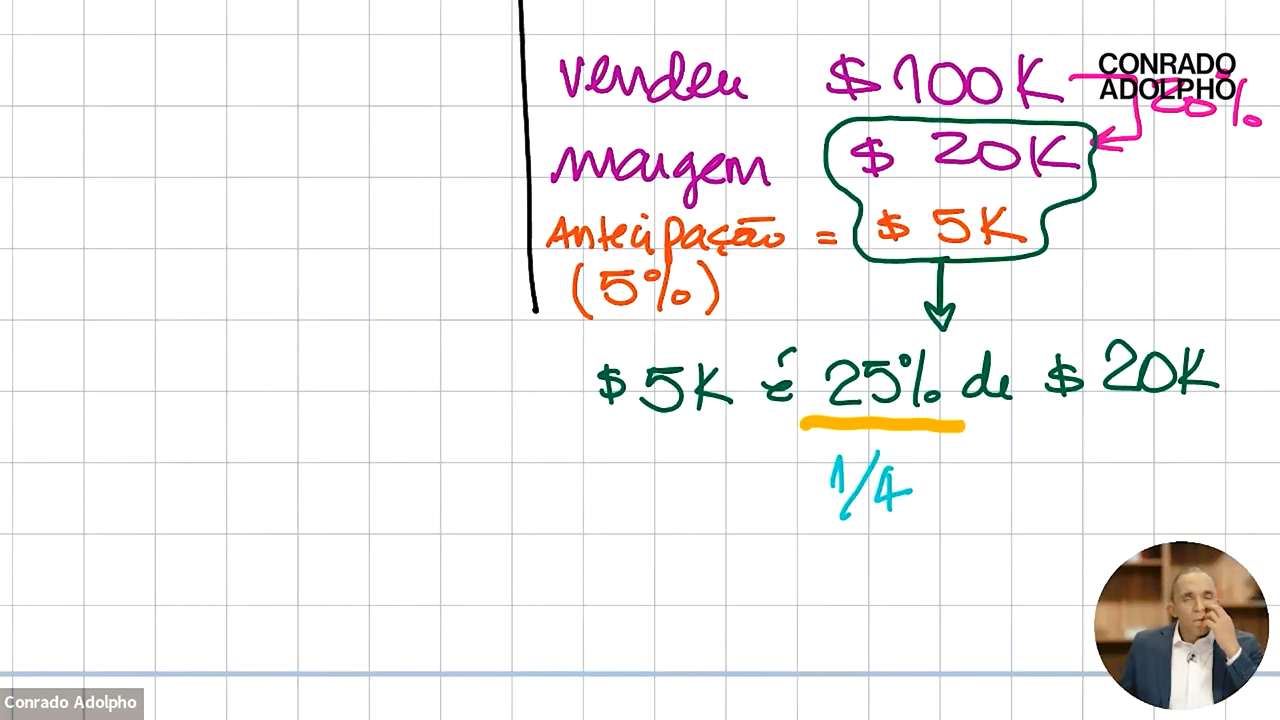 vendeu $100K
CONRADO
ADOLPHO
20%
margem $ 20K
Antecipação = $ 5K
(5%)
$5K é 25% de $20K
1/4
Conrado Adolpho